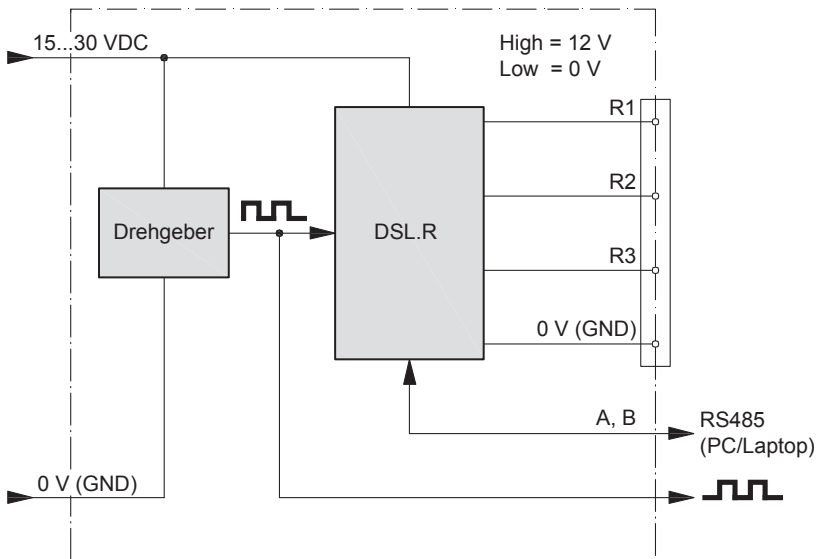 15...30 VDC
High = 12 V
Low = 0 V
R1
R2
Drehgeber
DSL.R
R3
0 V (GND)
A, B
RS485
(PC/Laptop)
0 V (GND)